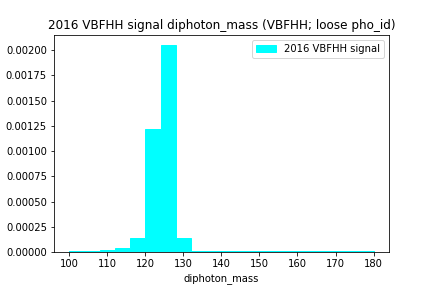 2016 VBFHH signal diphoton_mass (VBFHH; loose pho_id)
2016 VBFHH signal
0.00200
0.00175
0.00150
0.00125
0.00100
0.00075
0.00050
0.00025
0.00000
100 110 120 130 140 150 160 170 180
diphoton_mass